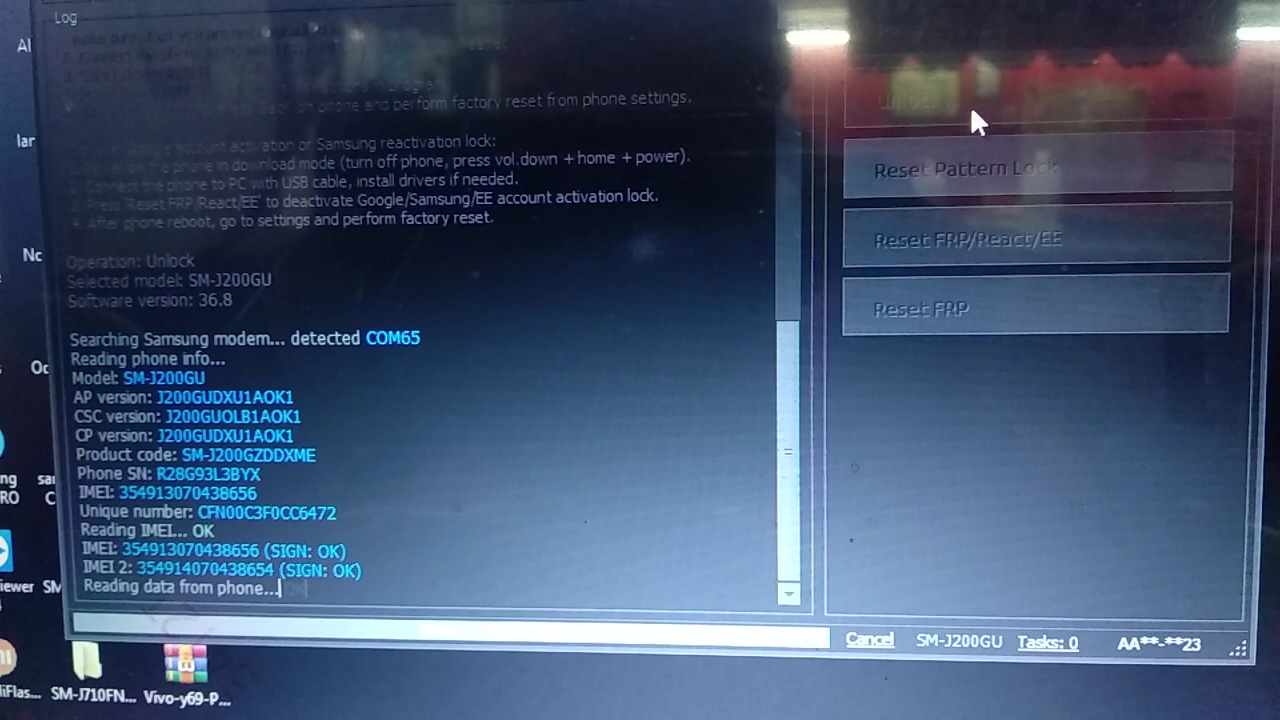 Log
program
on phone and perform factory reset from phone settings.
account activation or Samsung reactivation lock:
the phone in download mode (turn off phone, press vol.down + home + power).
Connect the phone to PC with USB cable, install drivers if needed.
Press 'Reset FRP/React/EE' to deactivate Google/Samsung/EE account activation lock.
4. After phone reboot, go to settings and perform factory reset.
Operation: Unlock
Selected model: SM-J200GU
Software version: 36.8
Searching Samsung modem... detected COM65
Reading phone info...
Model: SM-J200GU
AP version: J200GUDXU1AOK1
CSC version: J200GUOLB1AOK1
CP version: J200GUDXU1AOK1
Product code: SM-J200GZDDXME
Phone SN: R28G93L3BYX
IMEI: 354913070438656
Unique number: CFN00C3F0CC6472
Reading IMEI... OK
IMEI: 354913070438656 (SIGN: OK)
IMEI 2: 354914070438654 (SIGN: OK)
Reading data from phone...
Unlock
Reset Pattern Lock
Reset FRP/React/EE
Reset FRP
Cancel SM-J200GU Tasks: 0 AA**-**23
SM-J710FN... Vivo-y69-P...